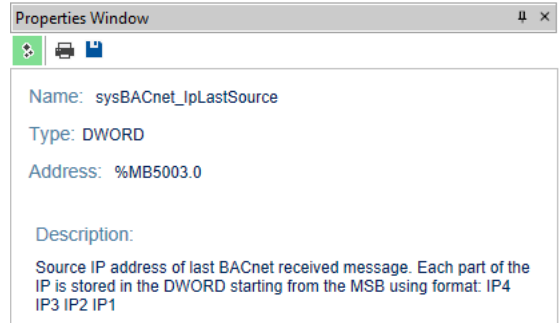 Properties Window
Name: sysBACnet_IpLastSource
Type: DWORD
Address: %MB5003.0
Description:
Source IP address of last BACnet received message. Each part of the
IP is stored in the DWORD starting from the MSB using format: IP4
IP3 IP2 IP1